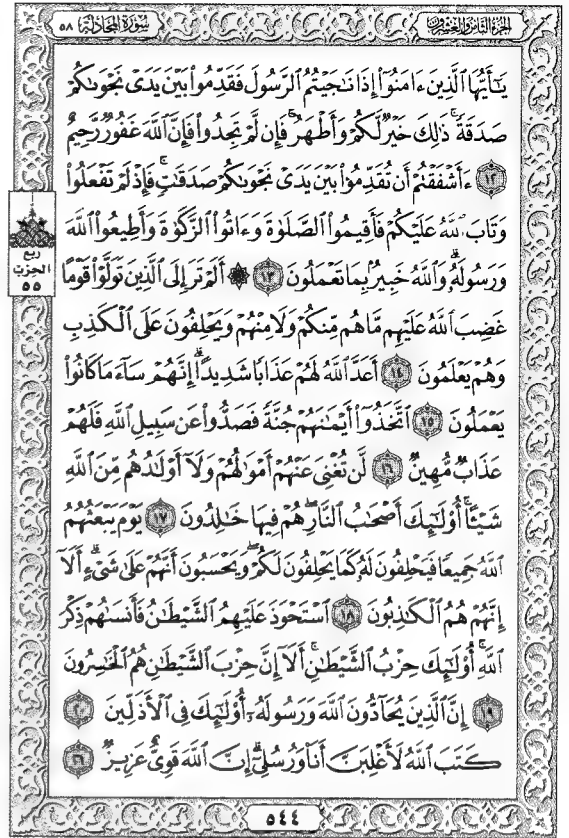 الجزء الثامن والعشرون
سورة المجادلة ٥٨
يَٰٓأَيُّهَا ٱلَّذِينَ ءَامَنُوٓا۟ إِذَا نَٰجَيْتُمُ ٱلرَّسُولَ فَقَدِّمُوا۟ بَيْنَ يَدَىْ نَجْوَىٰكُمْ
صَدَقَةً ۚ ذَٰلِكَ خَيْرٌ لَّكُمْ وَأَطْهَرُ ۚ فَإِن لَّمْ تَجِدُوا۟ فَإِنَّ ٱللَّهَ غَفُورٌ رَّحِيمٌ
١٢ ءَأَشْفَقْتُمْ أَن تُقَدِّمُوا۟ بَيْنَ يَدَىْ نَجْوَىٰكُمْ صَدَقَٰتٍ ۚ فَإِذْ لَمْ تَفْعَلُوا۟
وَتَابَ ٱللَّهُ عَلَيْكُمْ فَأَقِيمُوا۟ ٱلصَّلَوٰةَ وَءَاتُوا۟ ٱلزَّكَوٰةَ وَأَطِيعُوا۟ ٱللَّهَ
وَرَسُولَهُۥ ۚ وَٱللَّهُ خَبِيرٌۢ بِمَا تَعْمَلُونَ ١٣ ۞ أَلَمْ تَرَ إِلَى ٱلَّذِينَ تَوَلَّوْا۟ قَوْمًا
غَضِبَ ٱللَّهُ عَلَيْهِم مَّا هُم مِّنكُمْ وَلَا مِنْهُمْ وَيَحْلِفُونَ عَلَى ٱلْكَذِبِ
وَهُمْ يَعْلَمُونَ ١٤ أَعَدَّ ٱللَّهُ لَهُمْ عَذَابًا شَدِيدًا ۖ إِنَّهُمْ سَآءَ مَا كَانُوا۟
يَعْمَلُونَ ١٥ ٱتَّخَذُوٓا۟ أَيْمَٰنَهُمْ جُنَّةً فَصَدُّوا۟ عَن سَبِيلِ ٱللَّهِ فَلَهُمْ
عَذَابٌ مُّهِينٌ ١٦ لَّن تُغْنِىَ عَنْهُمْ أَمْوَٰلُهُمْ وَلَآ أَوْلَٰدُهُم مِّنَ ٱللَّهِ
شَيْـًٔا ۚ أُو۟لَٰٓئِكَ أَصْحَٰبُ ٱلنَّارِ ۖ هُمْ فِيهَا خَٰلِدُونَ ١٧ يَوْمَ يَبْعَثُهُمُ
ٱللَّهُ جَمِيعًا فَيَحْلِفُونَ لَهُۥ كَمَا يَحْلِفُونَ لَكُمْ ۖ وَيَحْسَبُونَ أَنَّهُمْ عَلَىٰ شَىْءٍ ۚ أَلَآ
إِنَّهُمْ هُمُ ٱلْكَٰذِبُونَ ١٨ ٱسْتَحْوَذَ عَلَيْهِمُ ٱلشَّيْطَٰنُ فَأَنسَىٰهُمْ ذِكْرَ
ٱللَّهِ ۚ أُو۟لَٰٓئِكَ حِزْبُ ٱلشَّيْطَٰنِ ۚ أَلَآ إِنَّ حِزْبَ ٱلشَّيْطَٰنِ هُمُ ٱلْخَٰسِرُونَ
١٩ إِنَّ ٱلَّذِينَ يُحَآدُّونَ ٱللَّهَ وَرَسُولَهُۥٓ أُو۟لَٰٓئِكَ فِى ٱلْأَذَلِّينَ ٢٠
كَتَبَ ٱللَّهُ لَأَغْلِبَنَّ أَنَا۠ وَرُسُلِىٓ ۚ إِنَّ ٱللَّهَ قَوِىٌّ عَزِيزٌ ٢١
ربع
الحزب
٥٥
٥٤٤